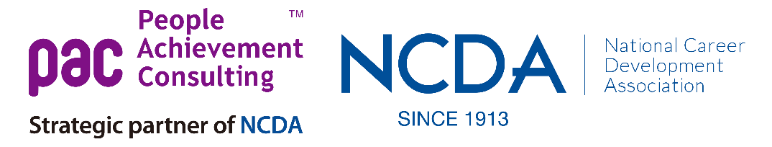 pac People Achievement Consulting ™
Strategic partner of NCDA
NCDA
SINCE 1913
National Career
Development
Association